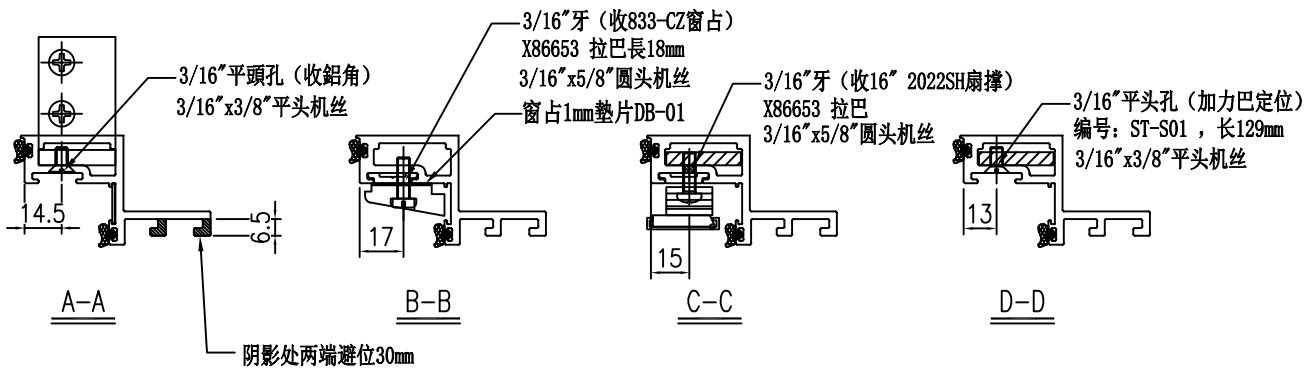 3/16"平頭孔（收鋁角）
3/16"x3/8"平头机丝
14.5
6.5
A-A
阴影处两端避位30mm
3/16"牙（收833-CZ窗占）
X86653 拉巴長18mm
3/16"x5/8"圆头机丝
窗占1mm墊片DB-01
17
B-B
3/16"牙（收16" 2022SH扇撑）
X86653 拉巴
3/16"x5/8"圆头机丝
15
C-C
3/16"平头孔（加力巴定位）
编号：ST-S01 ，长129mm
3/16"x3/8"平头机丝
13
D-D